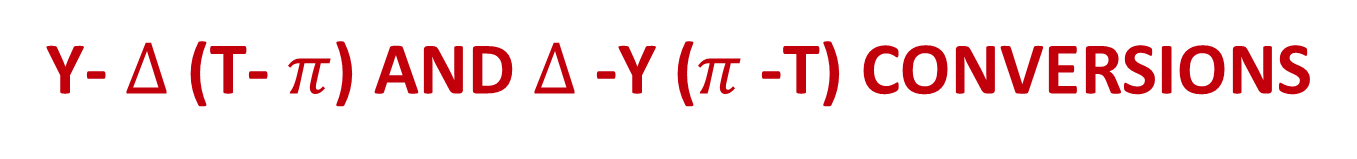 Y- Δ (T- π) AND Δ -Y (π -T) CONVERSIONS